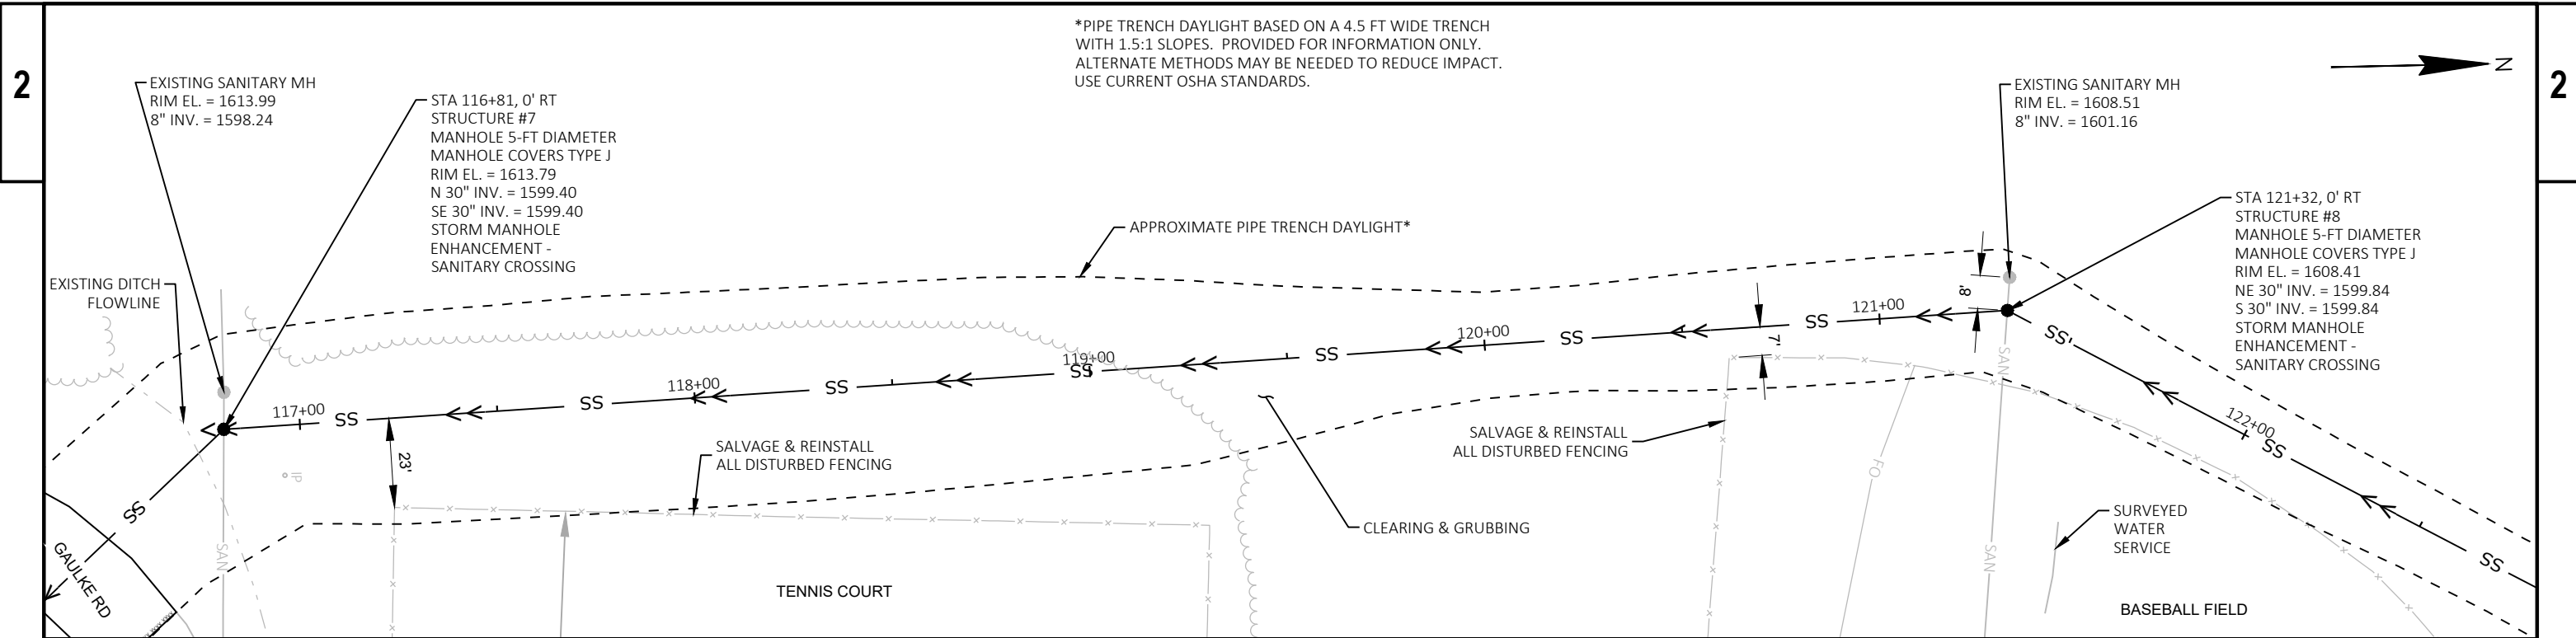 2
*PIPE TRENCH DAYLIGHT BASED ON A 4.5 FT WIDE TRENCH
WITH 1.5:1 SLOPES. PROVIDED FOR INFORMATION ONLY.
ALTERNATE METHODS MAY BE NEEDED TO REDUCE IMPACT.
USE CURRENT OSHA STANDARDS.
N
2
EXISTING SANITARY MH
RIM EL. = 1613.99
8" INV. = 1598.24
STA 116+81, 0' RT
STRUCTURE #7
MANHOLE 5-FT DIAMETER
MANHOLE COVERS TYPE J
RIM EL. = 1613.79
N 30" INV. = 1599.40
SE 30" INV. = 1599.40
STORM MANHOLE
ENHANCEMENT -
SANITARY CROSSING
EXISTING SANITARY MH
RIM EL. = 1608.51
8" INV. = 1601.16
STA 121+32, 0' RT
STRUCTURE #8
MANHOLE 5-FT DIAMETER
MANHOLE COVERS TYPE J
RIM EL. = 1608.41
NE 30" INV. = 1599.84
S 30" INV. = 1599.84
STORM MANHOLE
ENHANCEMENT -
SANITARY CROSSING
EXISTING DITCH
FLOWLINE
APPROXIMATE PIPE TRENCH DAYLIGHT*
117+00
SS
118+00
SS
SS
119+00
SS
SS
120+00
SS
SS
121+00
8'
7'
SS
122+00
SS
SS
23'
SALVAGE & REINSTALL
ALL DISTURBED FENCING
SALVAGE & REINSTALL
ALL DISTURBED FENCING
CLEARING & GRUBBING
IP
SS
SAN
GAULKE RD
TENNIS COURT
FO
SAN
SAN
SURVEYED
WATER
SERVICE
BASEBALL FIELD